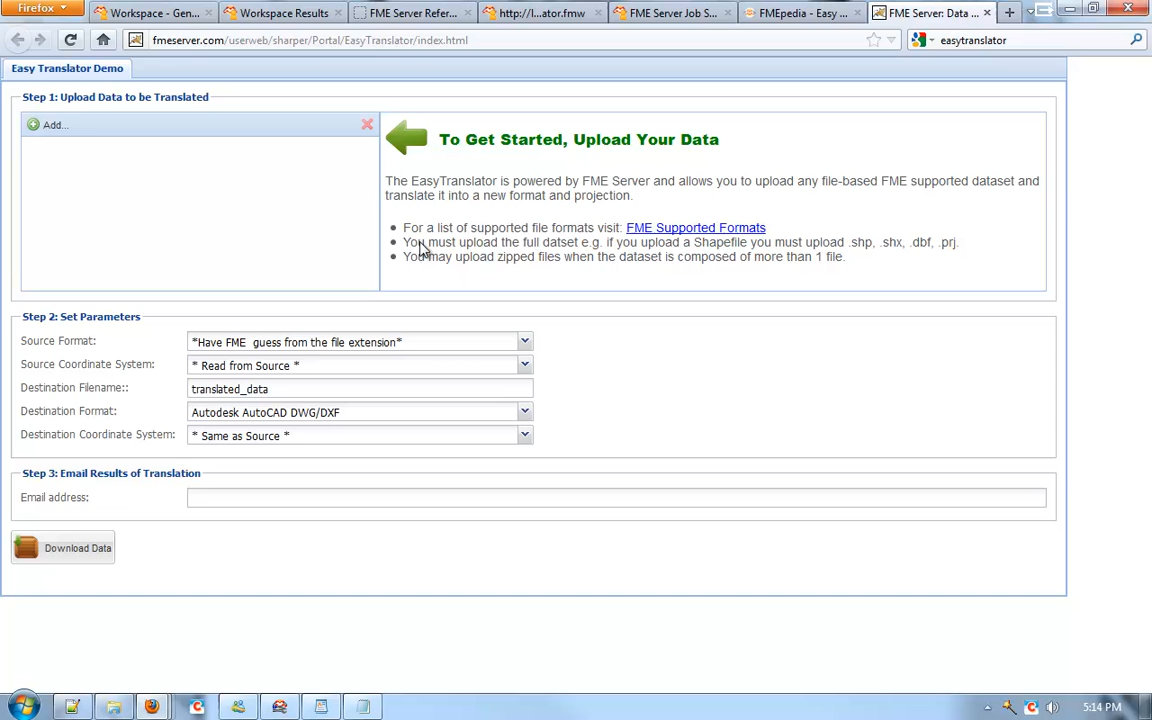 Firefox
Workspace - Gen...
Workspace Results
FME Server Refer...
http://l...ator.fmw
FME Server Job S...
FMEpedia - Easy ...
FME Server: Data ...
fmeserver.com/userweb/sharper/Portal/EasyTranslator/index.html
easytranslator
Easy Translator Demo
Step 1: Upload Data to be Translated
Add...
To Get Started, Upload Your Data
The EasyTranslator is powered by FME Server and allows you to upload any file-based FME supported dataset and
translate it into a new format and projection.
For a list of supported file formats visit: FME Supported Formats
You must upload the full datset e.g. if you upload a Shapefile you must upload .shp, .shx, .dbf, .prj.
You may upload zipped files when the dataset is composed of more than 1 file.
Step 2: Set Parameters
Source Format: *Have FME guess from the file extension*
Source Coordinate System: * Read from Source *
Destination Filename:: translated_data
Destination Format: Autodesk AutoCAD DWG/DXF
Destination Coordinate System: * Same as Source *
Step 3: Email Results of Translation
Email address:
Download Data
5:14 PM